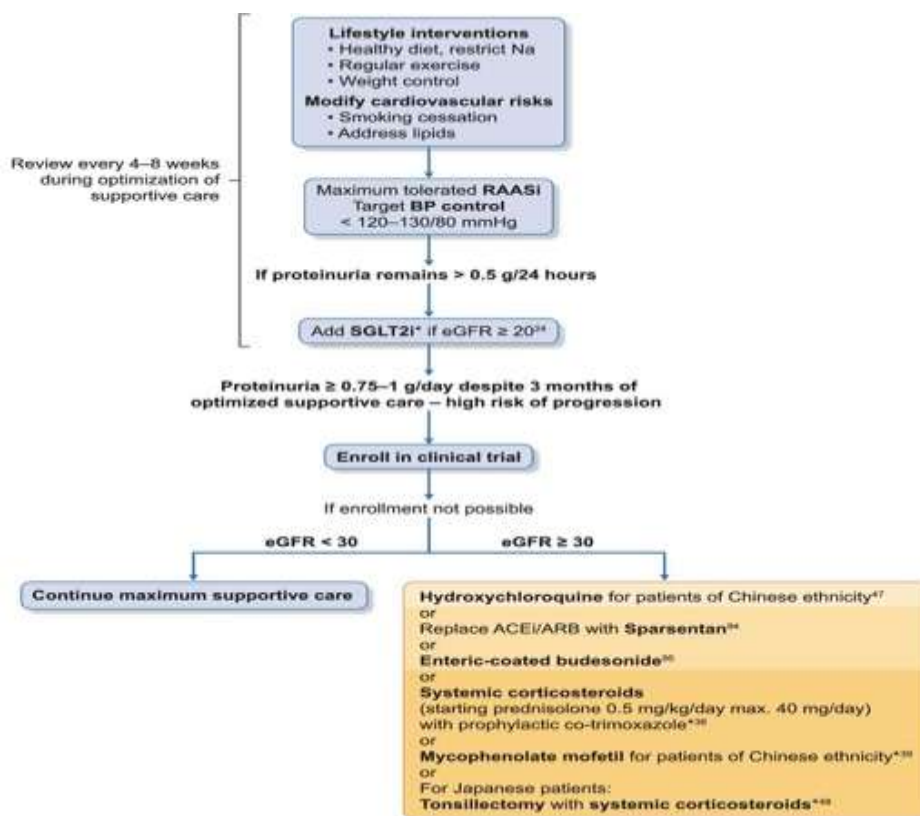 Lifestyle interventions
• Healthy diet, restrict Na
• Regular exercise
• Weight control
Modify cardiovascular risks
• Smoking cessation
• Address lipids
Review every 4–8 weeks
during optimization of
supportive care
Maximum tolerated RAASi
Target BP control
< 120–130/80 mmHg
If proteinuria remains > 0.5 g/24 hours
Add SGLT2i* if eGFR ≥ 20
Proteinuria ≥ 0.75–1 g/day despite 3 months of
optimized supportive care – high risk of progression
Enroll in clinical trial
If enrollment not possible
eGFR < 30
eGFR ≥ 30
Continue maximum supportive care
Hydroxychloroquine for patients of Chinese ethnicity⁴⁷
or
Replace ACEi/ARB with Sparsentan
or
Enteric-coated budesonide
or
Systemic corticosteroids
(starting prednisolone 0.5 mg/kg/day max. 40 mg/day)
with prophylactic co-trimoxazole*
or
Mycophenolate mofetil for patients of Chinese ethnicity*
or
For Japanese patients:
Tonsillectomy with systemic corticosteroids*